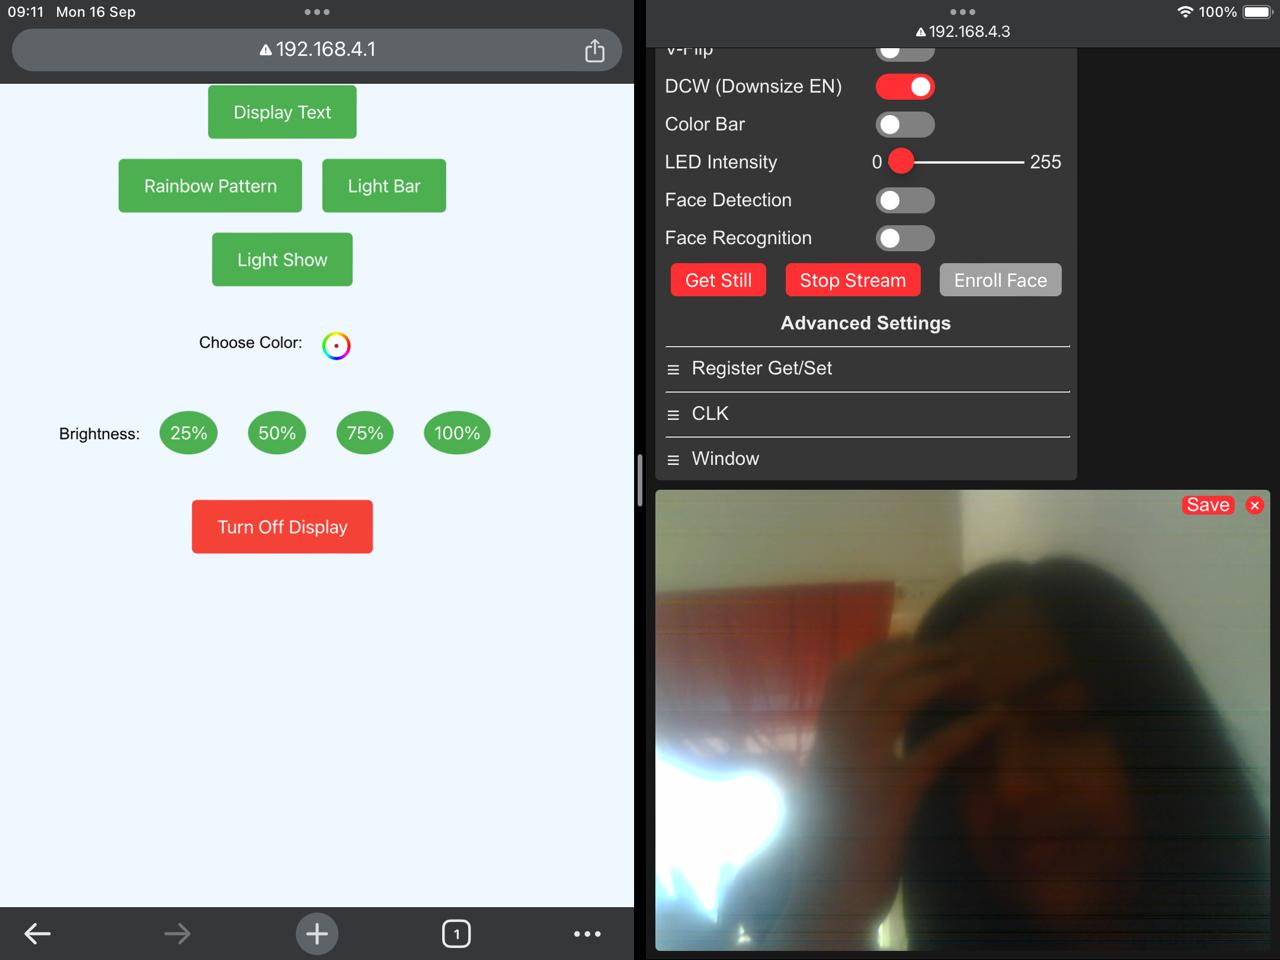 09:11 Mon 16 Sep
192.168.4.1
Display Text
Rainbow Pattern Light Bar
Light Show
Choose Color:
Brightness: 25% 50% 75% 100%
Turn Off Display
1
100%
192.168.4.3
V-Flip
DCW (Downsize EN)
Color Bar
LED Intensity 0 255
Face Detection
Face Recognition
Get Still Stop Stream Enroll Face
Advanced Settings
Register Get/Set
CLK
Window
Save